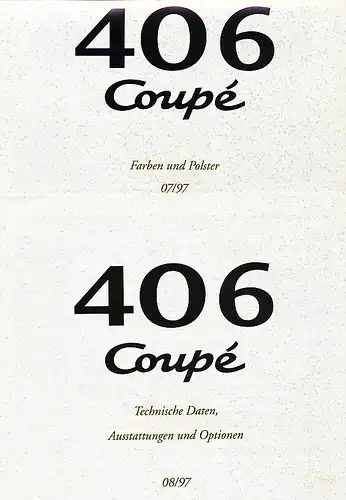 406
Coupé
Farben und Polster
07/97
406
Coupé
Technische Daten,
Ausstattungen und Optionen
08/97